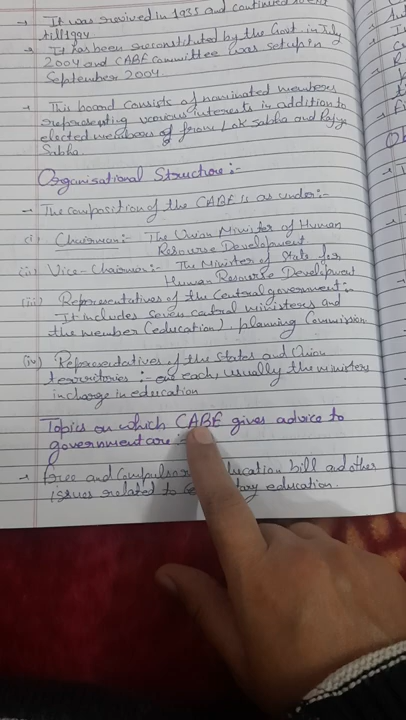 → It was revived in 1935 and continued
till 1994
→ It has been reconstituted by the Govt. in July
2004 and CABE Committee was setup in
September 2004.
→ This board consists of nominated members
representing various interests in addition to
elected members of from Lok Sabha and Rajya
Sabha
Organisational Structure :-
→ The composition of the CABE is as under :-
(i) Chairman :- The Union Minister of Human
Resource Development
(ii) Vice-Chairman :- The Minister of State for
Human Resource Development
(iii) Representatives of the Central government :-
It includes seven central ministers and
the member (education), planning Commission
(iv) Representatives of the States and Union
territories :- one each, usually the ministers
incharge in education
Topics on which CABE gives advice to
government are :-
→ Free and Compulsory education bill and other
issues related to education.